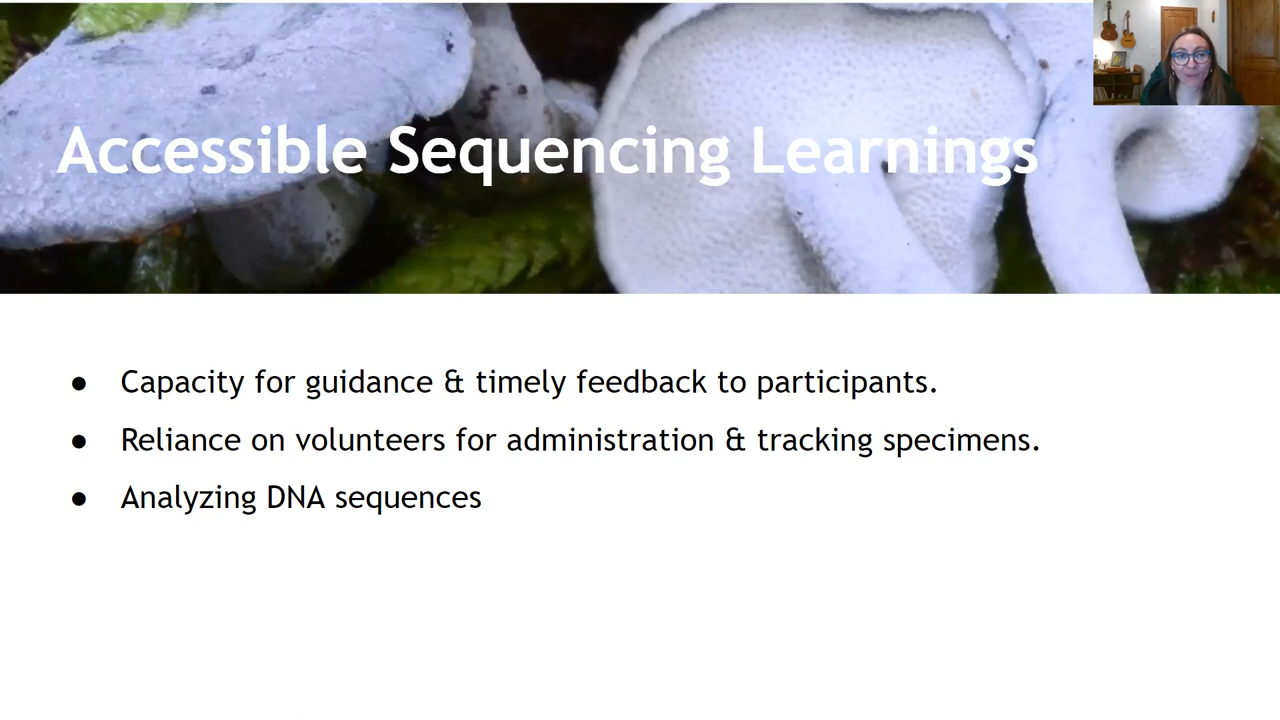 Accessible Sequencing Learnings
● Capacity for guidance & timely feedback to participants.
● Reliance on volunteers for administration & tracking specimens.
● Analyzing DNA sequences